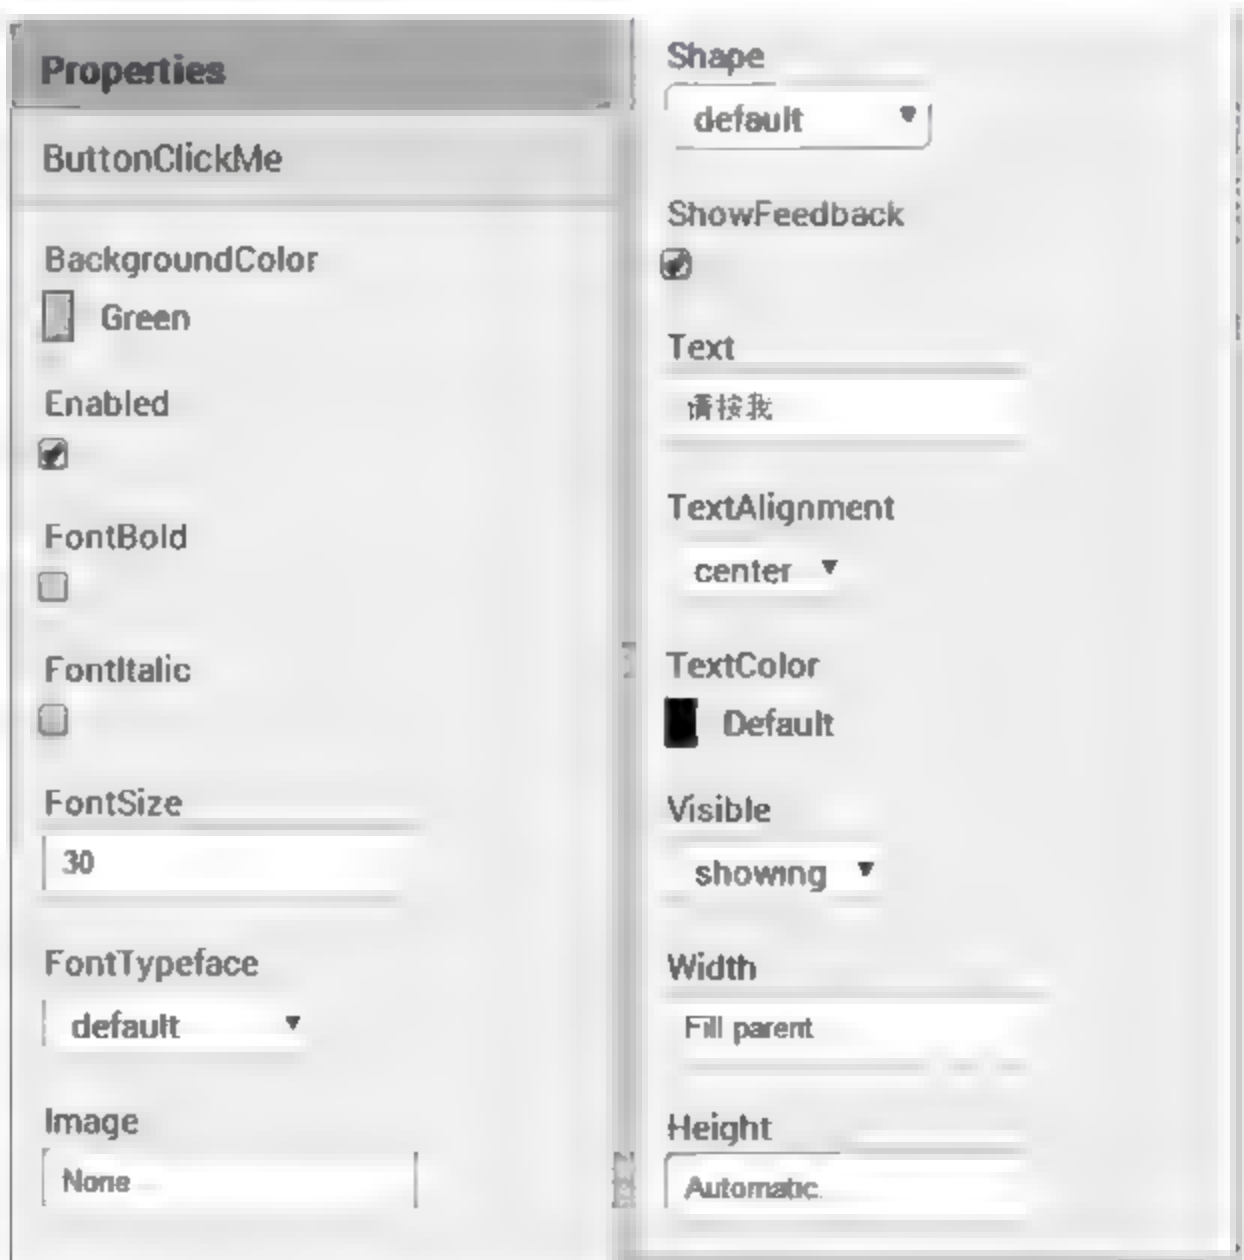 Properties
ButtonClickMe
BackgroundColor
Green
Enabled
FontBold
FontItalic
FontSize
30
FontTypeface
default
Image
None
Shape
default
ShowFeedback
Text
请按我
TextAlignment
center
TextColor
Default
Visible
showing
Width
Fill parent
Height
Automatic